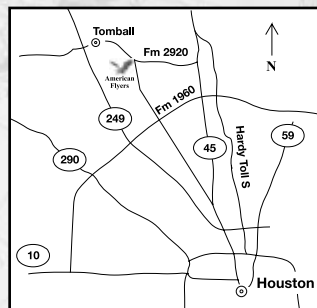 Tomball
Fm 2920
N
American
Flyers
Fm 1960
249
45
Hardy Toll S
59
290
10
Houston